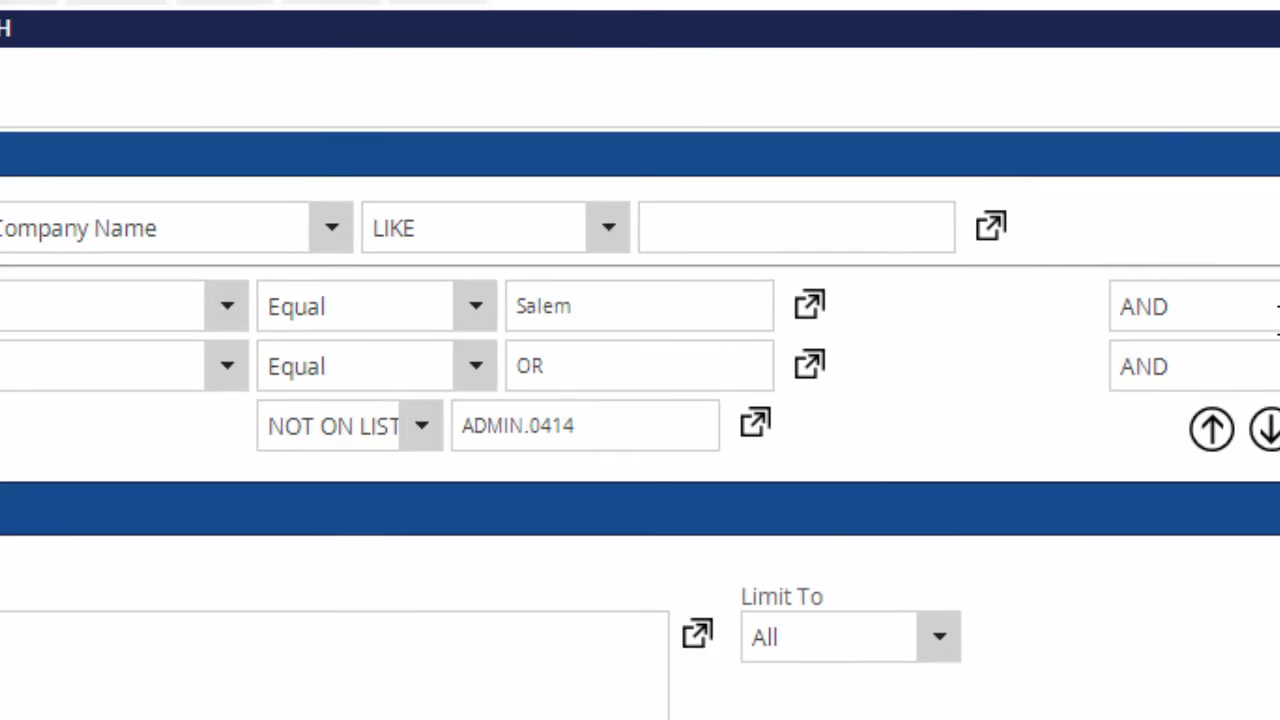 H
Company Name LIKE
Equal Salem AND
Equal OR AND
NOT ON LIST ADMIN.0414
Limit To
All